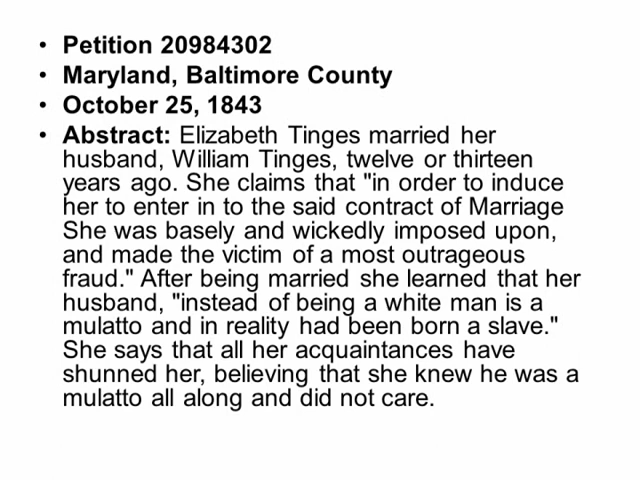 • Petition 20984302
• Maryland, Baltimore County
• October 25, 1843
• Abstract: Elizabeth Tinges married her
husband, William Tinges, twelve or thirteen
years ago. She claims that "in order to induce
her to enter in to the said contract of Marriage
She was basely and wickedly imposed upon,
and made the victim of a most outrageous
fraud." After being married she learned that her
husband, "instead of being a white man is a
mulatto and in reality had been born a slave."
She says that all her acquaintances have
shunned her, believing that she knew he was a
mulatto all along and did not care.